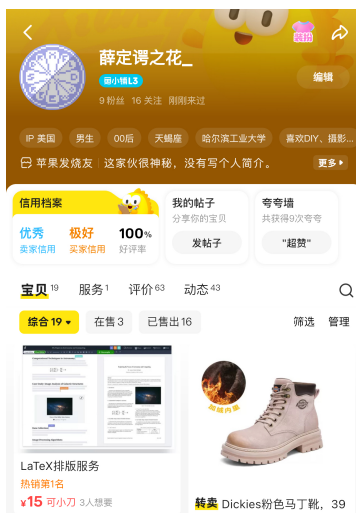 装扮
薛定谔之花_
闲小猪L3
编辑
9 粉丝 16 关注 刚刚来过
IP 美国 男生 00后 天蝎座 哈尔滨工业大学 喜欢DIY、摄影...
苹果发烧友 这家伙很神秘，没有写个人简介。 更多
信用档案
优秀 极好 100%
卖家信用 买家信用 好评率
我的帖子
分享你的宝贝
发帖子
夸夸墙
共获得9次夸夸
"超赞"
宝贝 19 服务 1 评价 63 动态 43
综合 19 在售 3 已售出 16 筛选 管理
LaTeX排版服务
热销第1名
¥15 可小刀 3人想要
加绒内里
转卖 Dickies粉色马丁靴，39